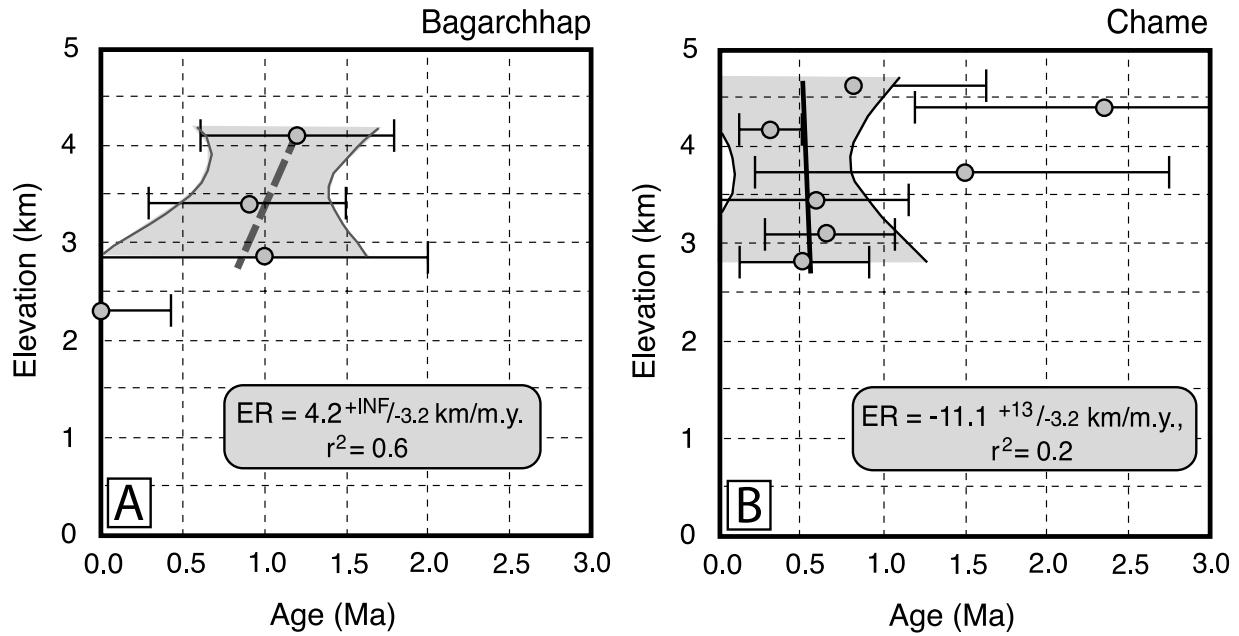 Bagarchhap
5
4
3
2
1
0
Elevation (km)
ER = 4.2 +INF/-3.2 km/m.y.
r² = 0.6
A
0.0 0.5 1.0 1.5 2.0 2.5 3.0
Age (Ma)
Chame
5
4
3
2
1
0
Elevation (km)
ER = -11.1 +13/-3.2 km/m.y.,
r² = 0.2
B
0.0 0.5 1.0 1.5 2.0 2.5 3.0
Age (Ma)